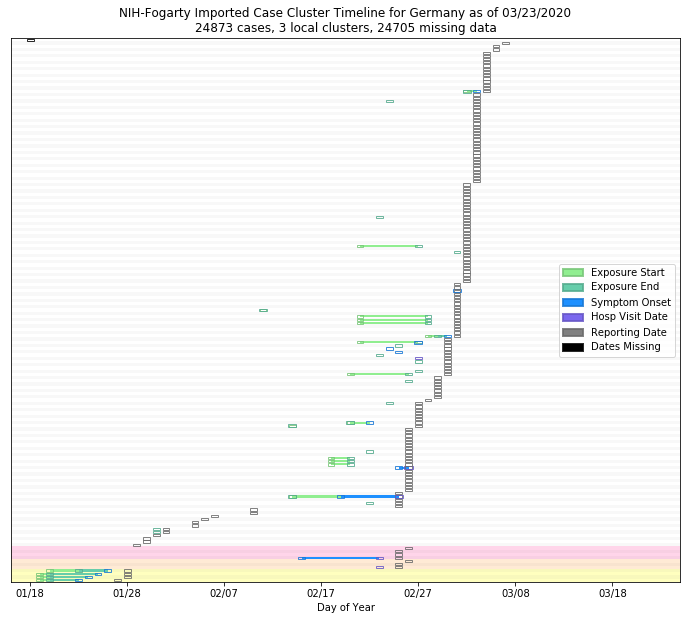 NIH-Fogarty Imported Case Cluster Timeline for Germany as of 03/23/2020
24873 cases, 3 local clusters, 24705 missing data
Exposure Start
Exposure End
Symptom Onset
Hosp Visit Date
Reporting Date
Dates Missing
01/18 01/28 02/07 02/17 02/27 03/08 03/18
Day of Year